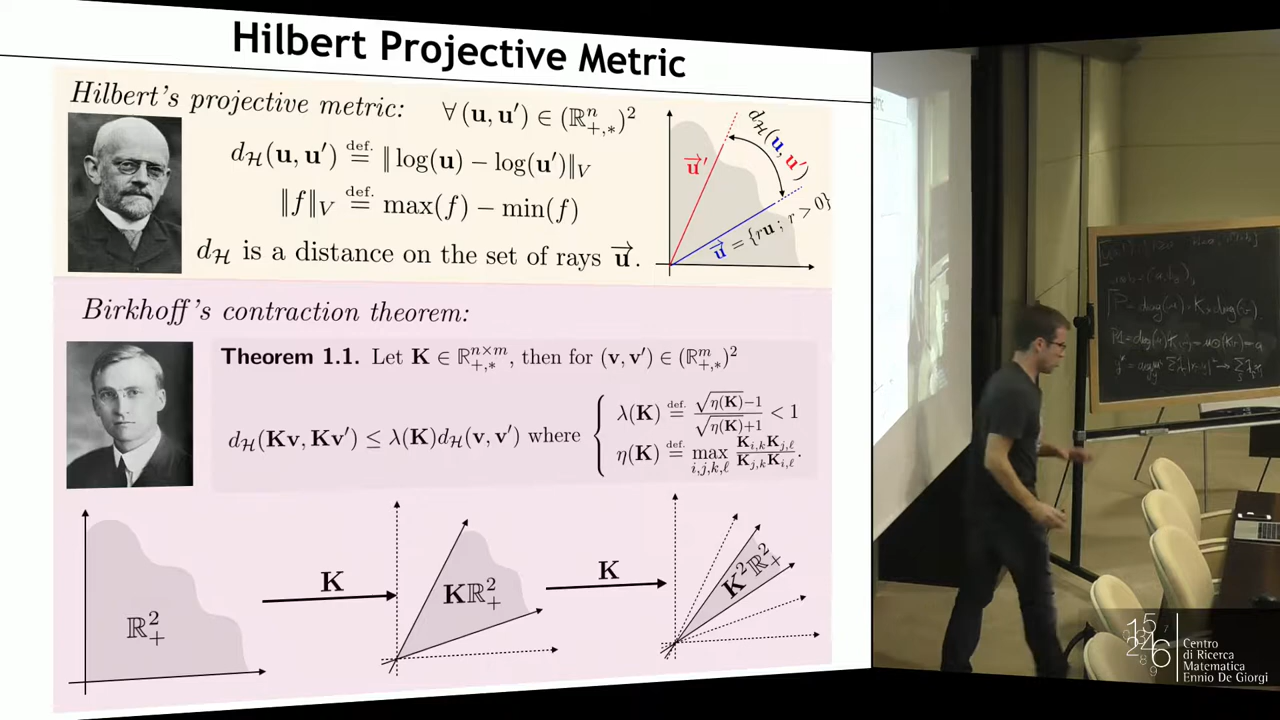 Hilbert Projective Metric
Hilbert's projective metric: ∀ (u, u′) ∈ (ℝⁿ₊,∗)²
d_ℋ(u, u′) ≝ ‖log(u) − log(u′)‖_V
‖f‖_V ≝ max(f) − min(f)
d_ℋ is a distance on the set of rays u⃗.
d_ℋ(u, u′)
u⃗′
u⃗ = {ru ; r > 0}
Birkhoff's contraction theorem:
Theorem 1.1. Let K ∈ ℝ^{n×m}_{+,∗}, then for (v, v′) ∈ (ℝ^m_{+,∗})²
d_ℋ(Kv, Kv′) ≤ λ(K)d_ℋ(v, v′) where { λ(K) ≝ (√η(K) − 1)/(√η(K) + 1) < 1
η(K) ≝ max_{i,j,k,ℓ} (K_{i,k}K_{j,ℓ})/(K_{j,k}K_{i,ℓ}).
ℝ²₊
K
Kℝ²₊
K
K²ℝ²₊
Centro
di Ricerca
Matematica
Ennio De Giorgi